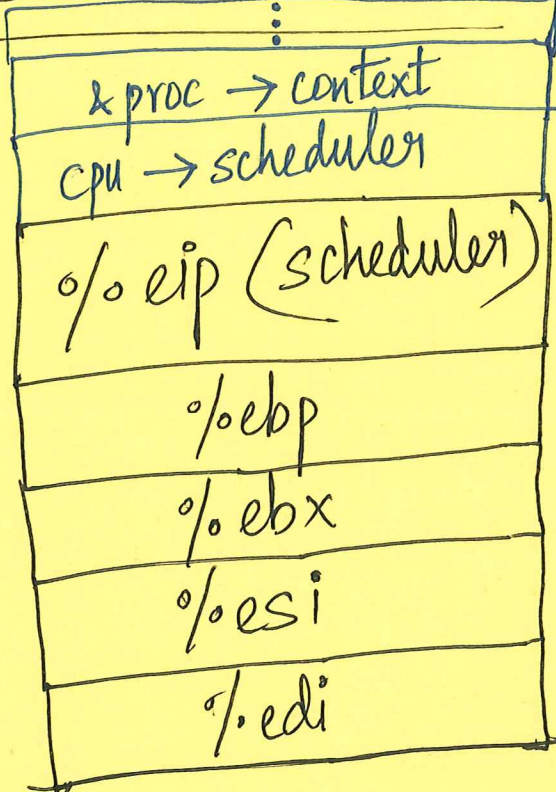 & proc → context
cpu → scheduler
% eip (scheduler)
% ebp
% ebx
% esi
% edi